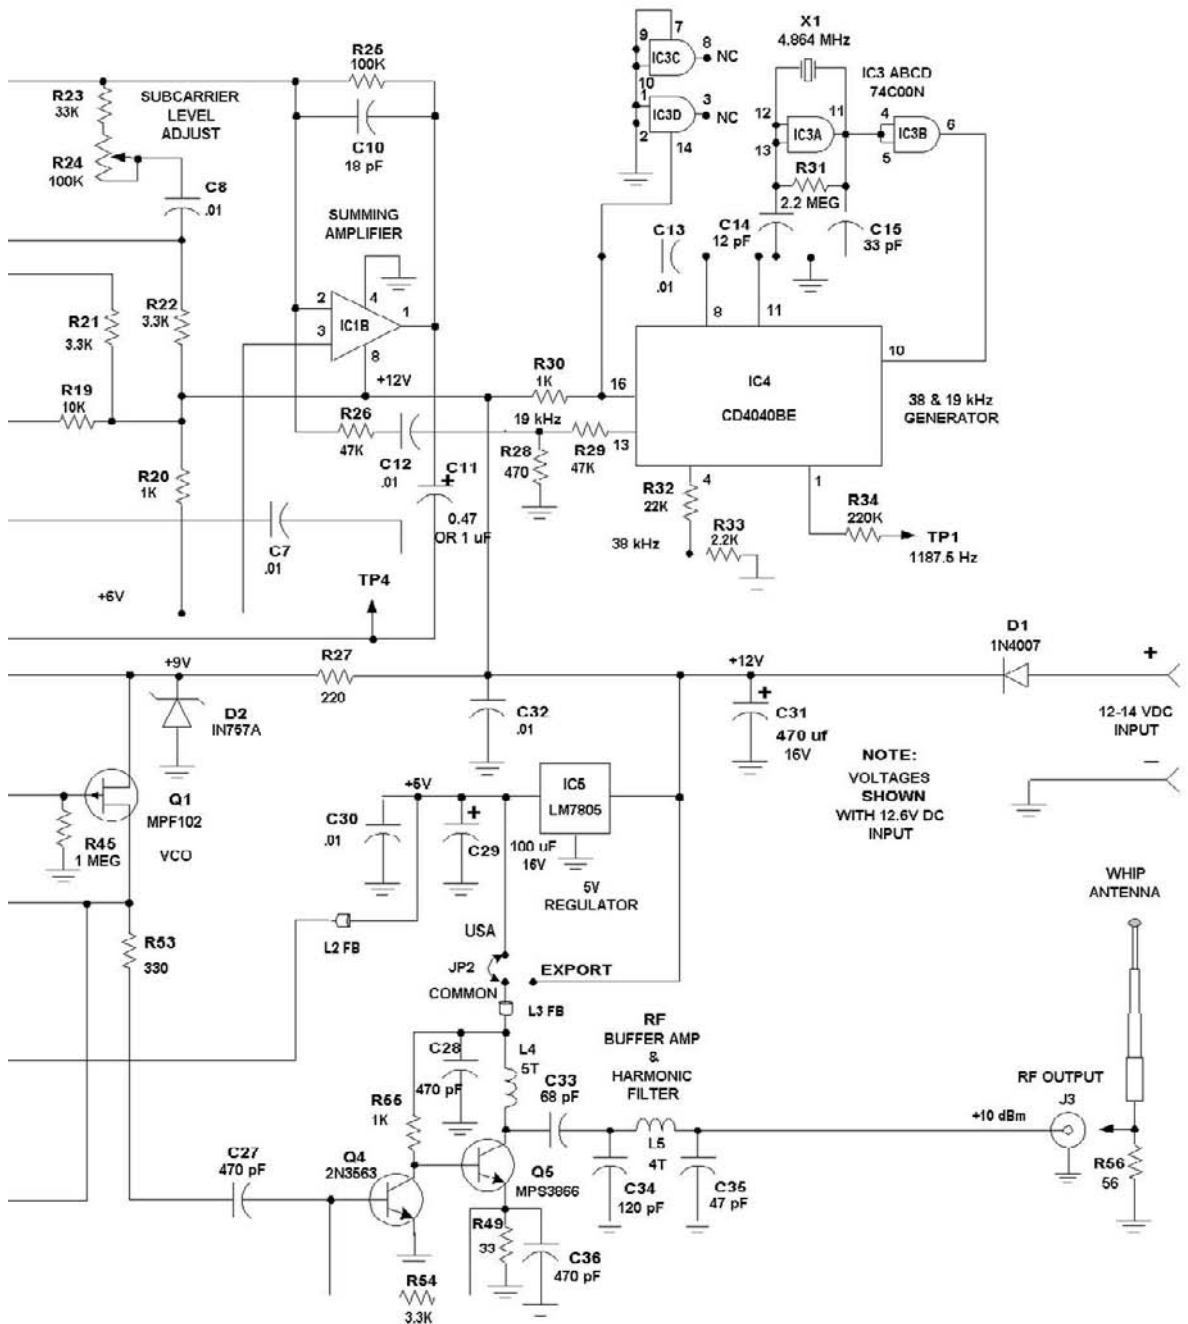 R25
100K
R23
33K
SUBCARRIER
LEVEL
ADJUST
R24
100K
C10
18 pF
C8
.01
SUMMING
AMPLIFIER
2
4
IC1B
1
3
8
+12V
R22
3.3K
R21
3.3K
R19
10K
R20
1K
R26
47K
C12
.01
C11
+
0.47
OR 1 uF
C7
.01
TP4
+6V
9
7
IC3C
8
NC
10
1
IC3D
3
NC
2
14
X1
4.864 MHz
IC3 ABCD
74C00N
12
11
IC3A
13
4
IC3B
6
5
R31
2.2 MEG
C14
12 pF
C15
33 pF
C13
.01
8
11
10
R30
1K
16
IC4
CD4040BE
38 & 19 kHz
GENERATOR
19 kHz
R28
470
R29
47K
13
4
1
R32
22K
R33
2.2K
38 kHz
R34
220K
TP1
1187.5 Hz
+9V
R27
220
D2
IN757A
C32
.01
+12V
C31
+
470 uf
16V
D1
1N4007
+
12-14 VDC
INPUT
–
NOTE:
VOLTAGES
SHOWN
WITH 12.6V DC
INPUT
Q1
MPF102
VCO
R45
1 MEG
+5V
IC5
LM7805
C30
.01
+
C29
100 uF
16V
5V
REGULATOR
L2 FB
USA
JP2
EXPORT
COMMON
L3 FB
R53
330
WHIP
ANTENNA
RF
BUFFER AMP
&
HARMONIC
FILTER
C28
470 pF
L4
5T
C33
68 pF
R55
1K
L5
4T
+10 dBm
RF OUTPUT
J3
R56
56
C27
470 pF
Q4
2N3563
Q5
MPS3866
C34
120 pF
C35
47 pF
R49
33
C36
470 pF
R54
3.3K